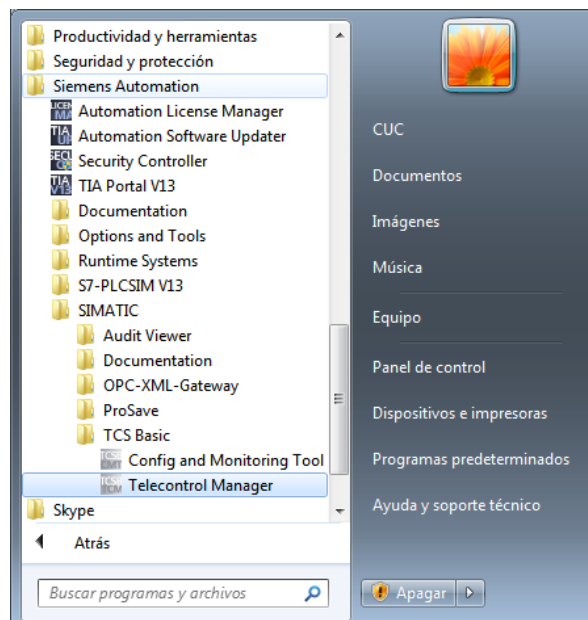 Productividad y herramientas
Seguridad y protección
Siemens Automation
Automation License Manager
Automation Software Updater
Security Controller
TIA Portal V13
Documentation
Options and Tools
Runtime Systems
S7-PLCSIM V13
SIMATIC
Audit Viewer
Documentation
OPC-XML-Gateway
ProSave
TCS Basic
Config and Monitoring Tool
Telecontrol Manager
Skype
Atrás
Buscar programas y archivos
CUC
Documentos
Imágenes
Música
Equipo
Panel de control
Dispositivos e impresoras
Programas predeterminados
Ayuda y soporte técnico
Apagar